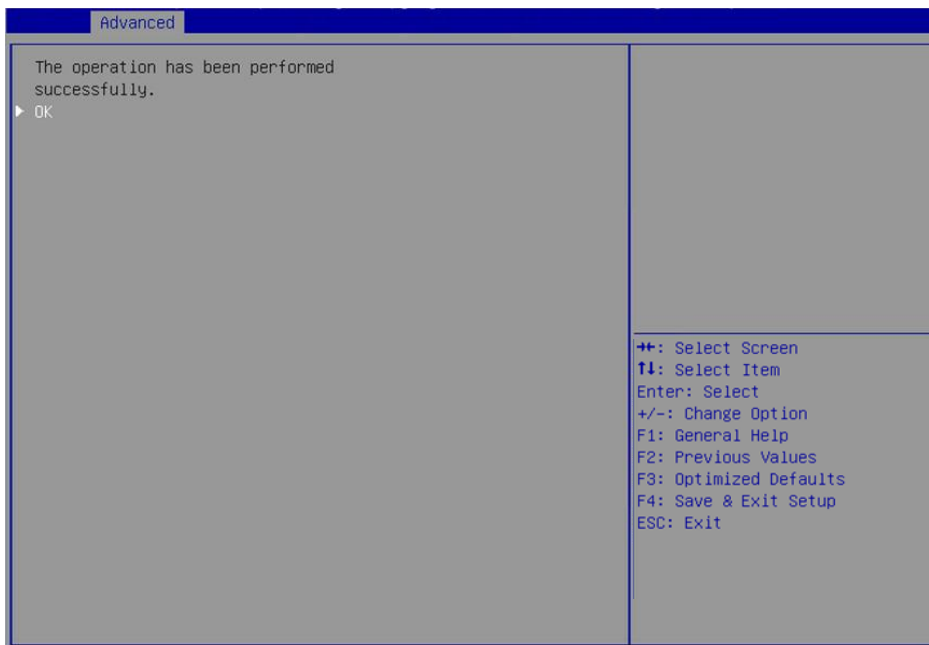 Advanced
The operation has been performed
successfully.
OK
→←: Select Screen
↑↓: Select Item
Enter: Select
+/-: Change Option
F1: General Help
F2: Previous Values
F3: Optimized Defaults
F4: Save & Exit Setup
ESC: Exit